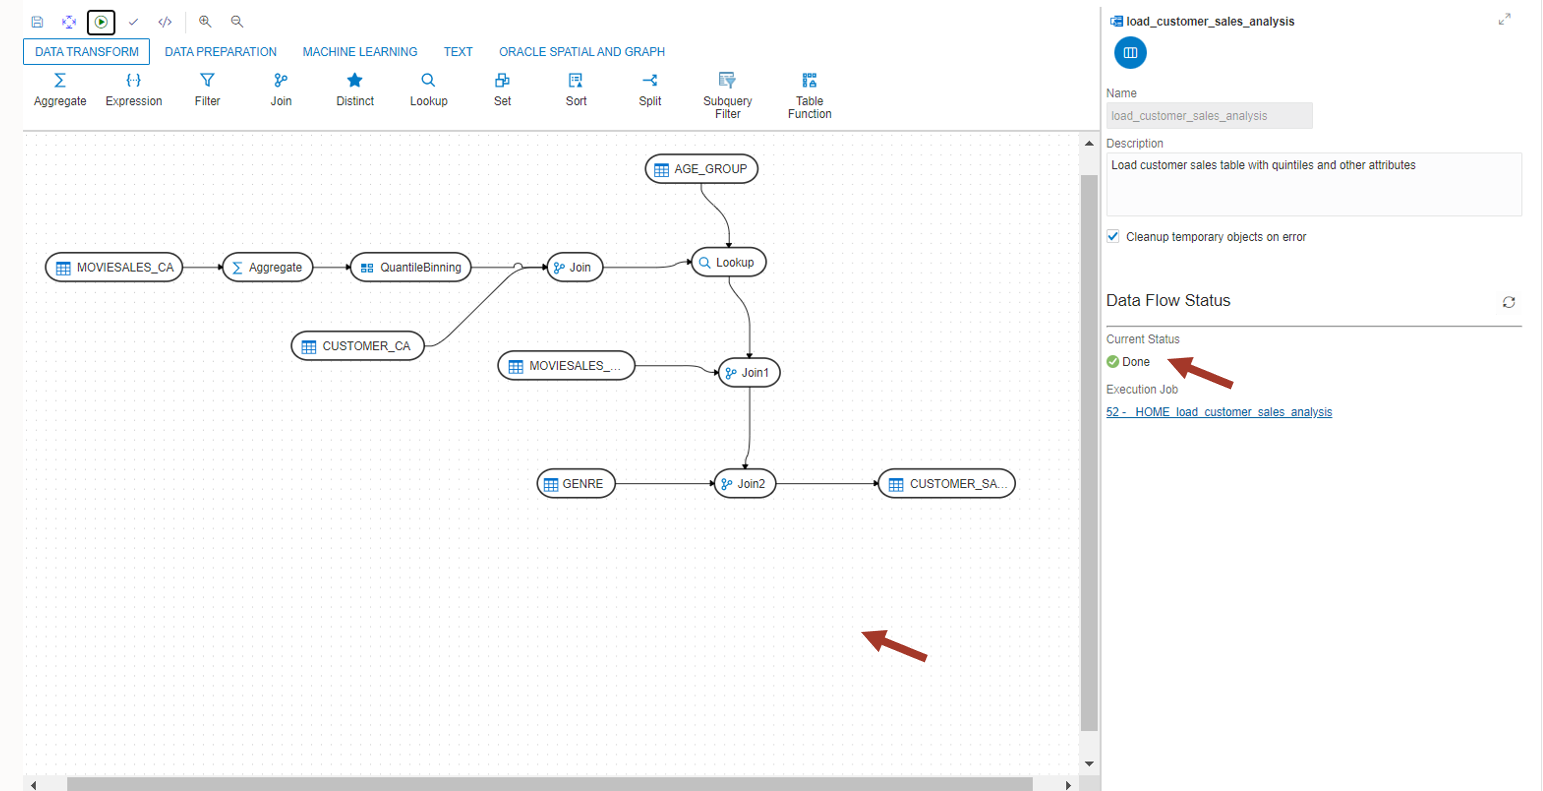 load_customer_sales_analysis
DATA TRANSFORM DATA PREPARATION MACHINE LEARNING TEXT ORACLE SPATIAL AND GRAPH
Aggregate Expression Filter Join Distinct Lookup Set Sort Split Subquery Filter Table Function
AGE_GROUP
MOVIESALES_CA Aggregate QuantileBinning Join Lookup
CUSTOMER_CA
MOVIESALES_... Join1
GENRE Join2 CUSTOMER_SA...
Name
load_customer_sales_analysis
Description
Load customer sales table with quintiles and other attributes
Cleanup temporary objects on error
Data Flow Status
Current Status
Done
Execution Job
52 - _HOME_load_customer_sales_analysis